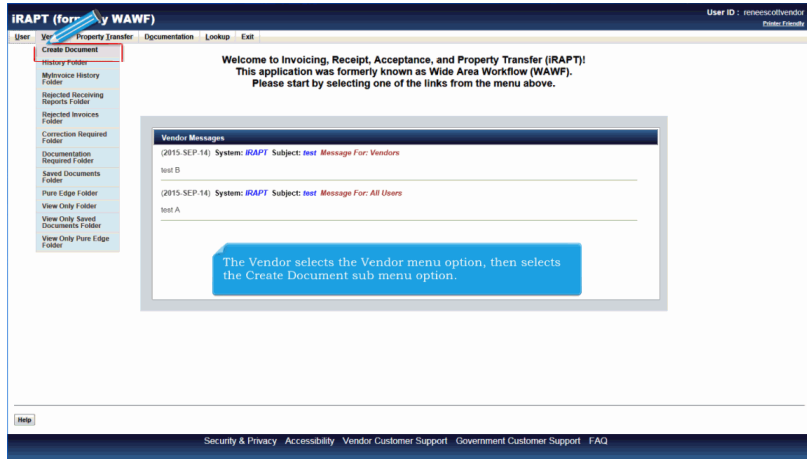 iRAPT (for y WAWF)
User ID : reneescottvendor
Printer Friendly
User Ve Property Transfer Documentation Lookup Exit
Create Document
History Folder
MyInvoice History
Folder
Rejected Receiving
Reports Folder
Rejected Invoices
Folder
Correction Required
Folder
Documentation
Required Folder
Saved Documents
Folder
Pure Edge Folder
View Only Folder
View Only Saved
Documents Folder
View Only Pure Edge
Folder
Welcome to Invoicing, Receipt, Acceptance, and Property Transfer (iRAPT)!
This application was formerly known as Wide Area Workflow (WAWF).
Please start by selecting one of the links from the menu above.
Vendor Messages
(2015-SEP-14) System: IRAPT Subject: test Message For: Vendors
test B
(2015-SEP-14) System: IRAPT Subject: test Message For: All Users
test A
The Vendor selects the Vendor menu option, then selects
the Create Document sub menu option.
Help
Security & Privacy Accessibility Vendor Customer Support Government Customer Support FAQ